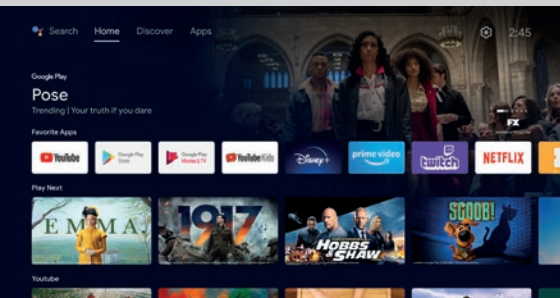 Search Home Discover Apps 2:45
Google Play
Pose
Trending | Your truth if you dare
FX
Favorite Apps
YouTube Google Play Store Google Play Movies & TV YouTube Kids Disney+ prime video twitch NETFLIX
Play Next
EMMA. 1917 HOBBS & SHAW SCOOB!
Youtube